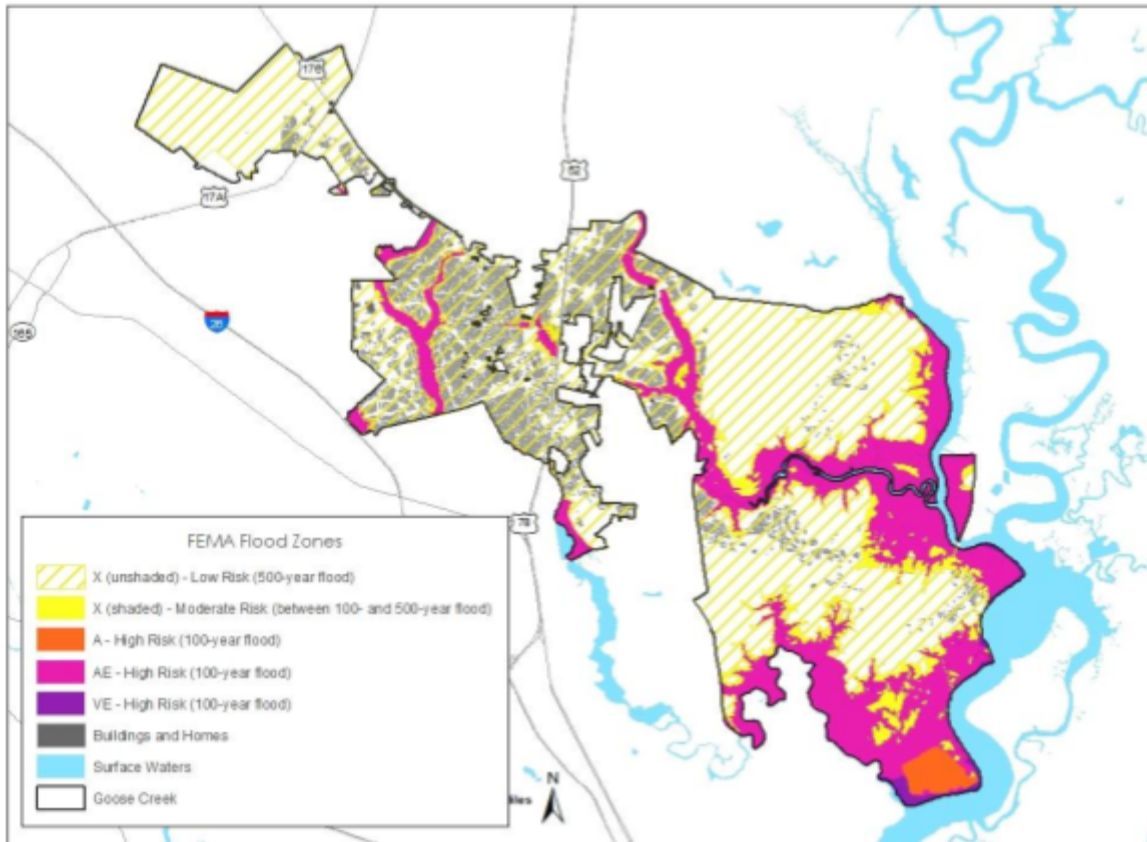 17B
52
17A
26
165
78
FEMA Flood Zones
X (unshaded) - Low Risk (500-year flood)
X (shaded) - Moderate Risk (between 100- and 500-year flood)
A - High Risk (100-year flood)
AE - High Risk (100-year flood)
VE - High Risk (100-year flood)
Buildings and Homes
Surface Waters
Goose Creek
N